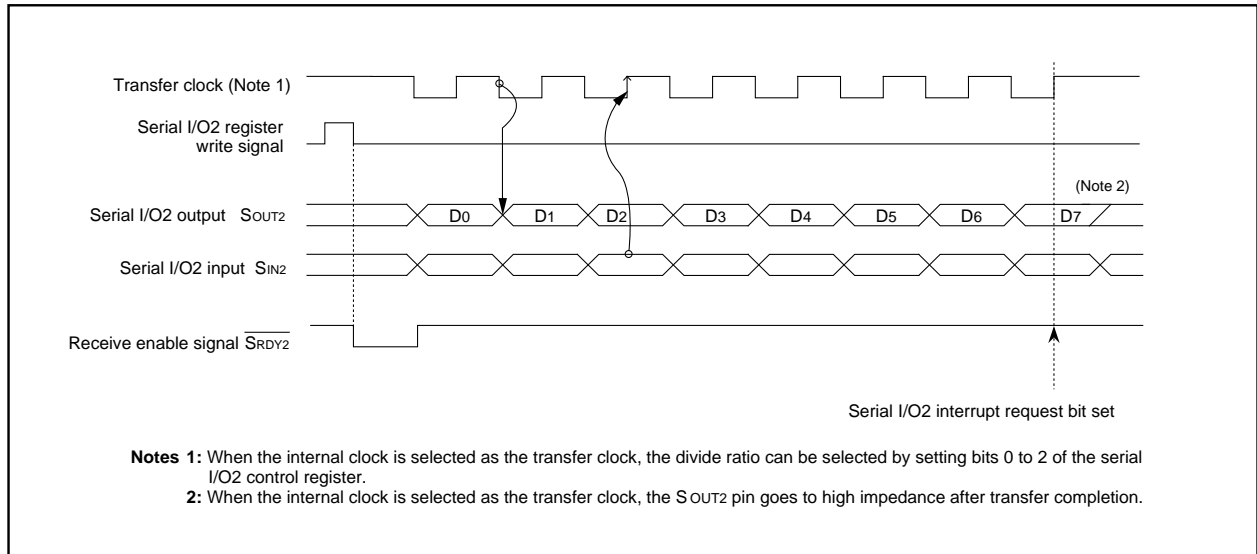 Transfer clock (Note 1)
Serial I/O2 register
write signal
(Note 2)
Serial I/O2 output SOUT2
D0 D1 D2 D3 D4 D5 D6 D7
Serial I/O2 input SIN2
Receive enable signal SRDY2
Serial I/O2 interrupt request bit set
Notes 1: When the internal clock is selected as the transfer clock, the divide ratio can be selected by setting bits 0 to 2 of the serial
I/O2 control register.
2: When the internal clock is selected as the transfer clock, the SOUT2 pin goes to high impedance after transfer completion.